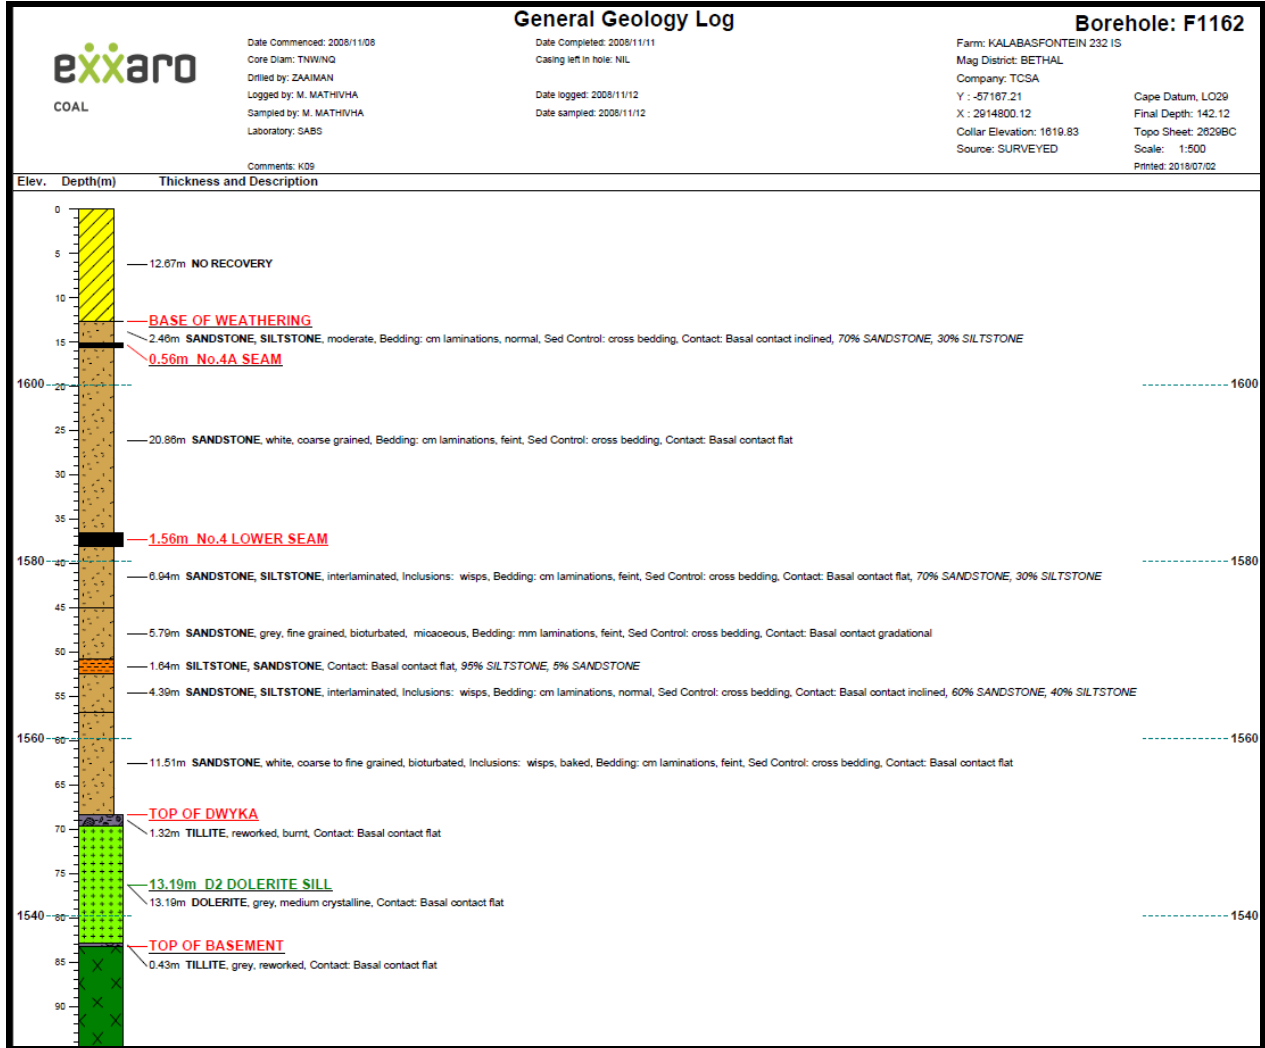 General Geology Log
Borehole: F1162
exxaro
COAL
Date Commenced: 2008/11/08
Core Diam: TNW/NQ
Drilled by: ZAAIMAN
Logged by: M. MATHIVHA
Sampled by: M. MATHIVHA
Laboratory: SABS
Comments: K09
Date Completed: 2008/11/11
Casing left in hole: NIL
Date logged: 2008/11/12
Date sampled: 2008/11/12
Farm: KALABASFONTEIN 232 IS
Mag District: BETHAL
Company: TCSA
Y : -57167.21
X : 2914800.12
Collar Elevation: 1619.83
Source: SURVEYED
Cape Datum, LO29
Final Depth: 142.12
Topo Sheet: 2629BC
Scale: 1:500
Printed: 2018/07/02
Elev. Depth(m) Thickness and Description
0
5
12.67m NO RECOVERY
10
BASE OF WEATHERING
2.46m SANDSTONE, SILTSTONE, moderate, Bedding: cm laminations, normal, Sed Control: cross bedding, Contact: Basal contact inclined, 70% SANDSTONE, 30% SILTSTONE
15
0.56m No.4A SEAM
1600 20 1600
25
20.86m SANDSTONE, white, coarse grained, Bedding: cm laminations, feint, Sed Control: cross bedding, Contact: Basal contact flat
30
35
1.56m No.4 LOWER SEAM
1580 40 1580
6.94m SANDSTONE, SILTSTONE, interlaminated, Inclusions: wisps, Bedding: cm laminations, feint, Sed Control: cross bedding, Contact: Basal contact flat, 70% SANDSTONE, 30% SILTSTONE
45
5.79m SANDSTONE, grey, fine grained, bioturbated, micaceous, Bedding: mm laminations, feint, Sed Control: cross bedding, Contact: Basal contact gradational
50
1.64m SILTSTONE, SANDSTONE, Contact: Basal contact flat, 95% SILTSTONE, 5% SANDSTONE
55
4.39m SANDSTONE, SILTSTONE, interlaminated, Inclusions: wisps, Bedding: cm laminations, normal, Sed Control: cross bedding, Contact: Basal contact inclined, 60% SANDSTONE, 40% SILTSTONE
1560 60 1560
11.51m SANDSTONE, white, coarse to fine grained, bioturbated, Inclusions: wisps, baked, Bedding: cm laminations, feint, Sed Control: cross bedding, Contact: Basal contact flat
65
TOP OF DWYKA
70
1.32m TILLITE, reworked, burnt, Contact: Basal contact flat
75
13.19m D2 DOLERITE SILL
13.19m DOLERITE, grey, medium crystalline, Contact: Basal contact flat
1540 80 1540
TOP OF BASEMENT
85
0.43m TILLITE, grey, reworked, Contact: Basal contact flat
90